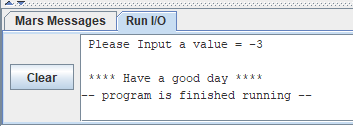 Mars Messages Run I/O
Please Input a value = -3
Clear
**** Have a good day ****
-- program is finished running --